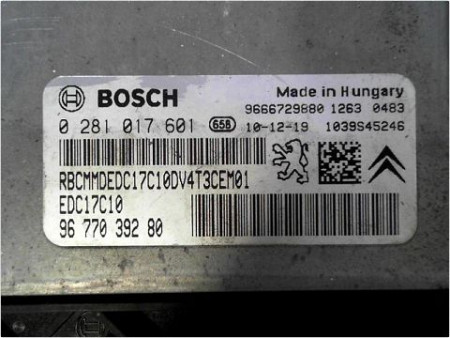 BOSCH
Made in Hungary
9666729880 1263 0483
0 281 017 601 658 10-12-19 1039S45246
RBCMMDEDC17C10DV4T3CEM01
EDC17C10
96 770 392 80